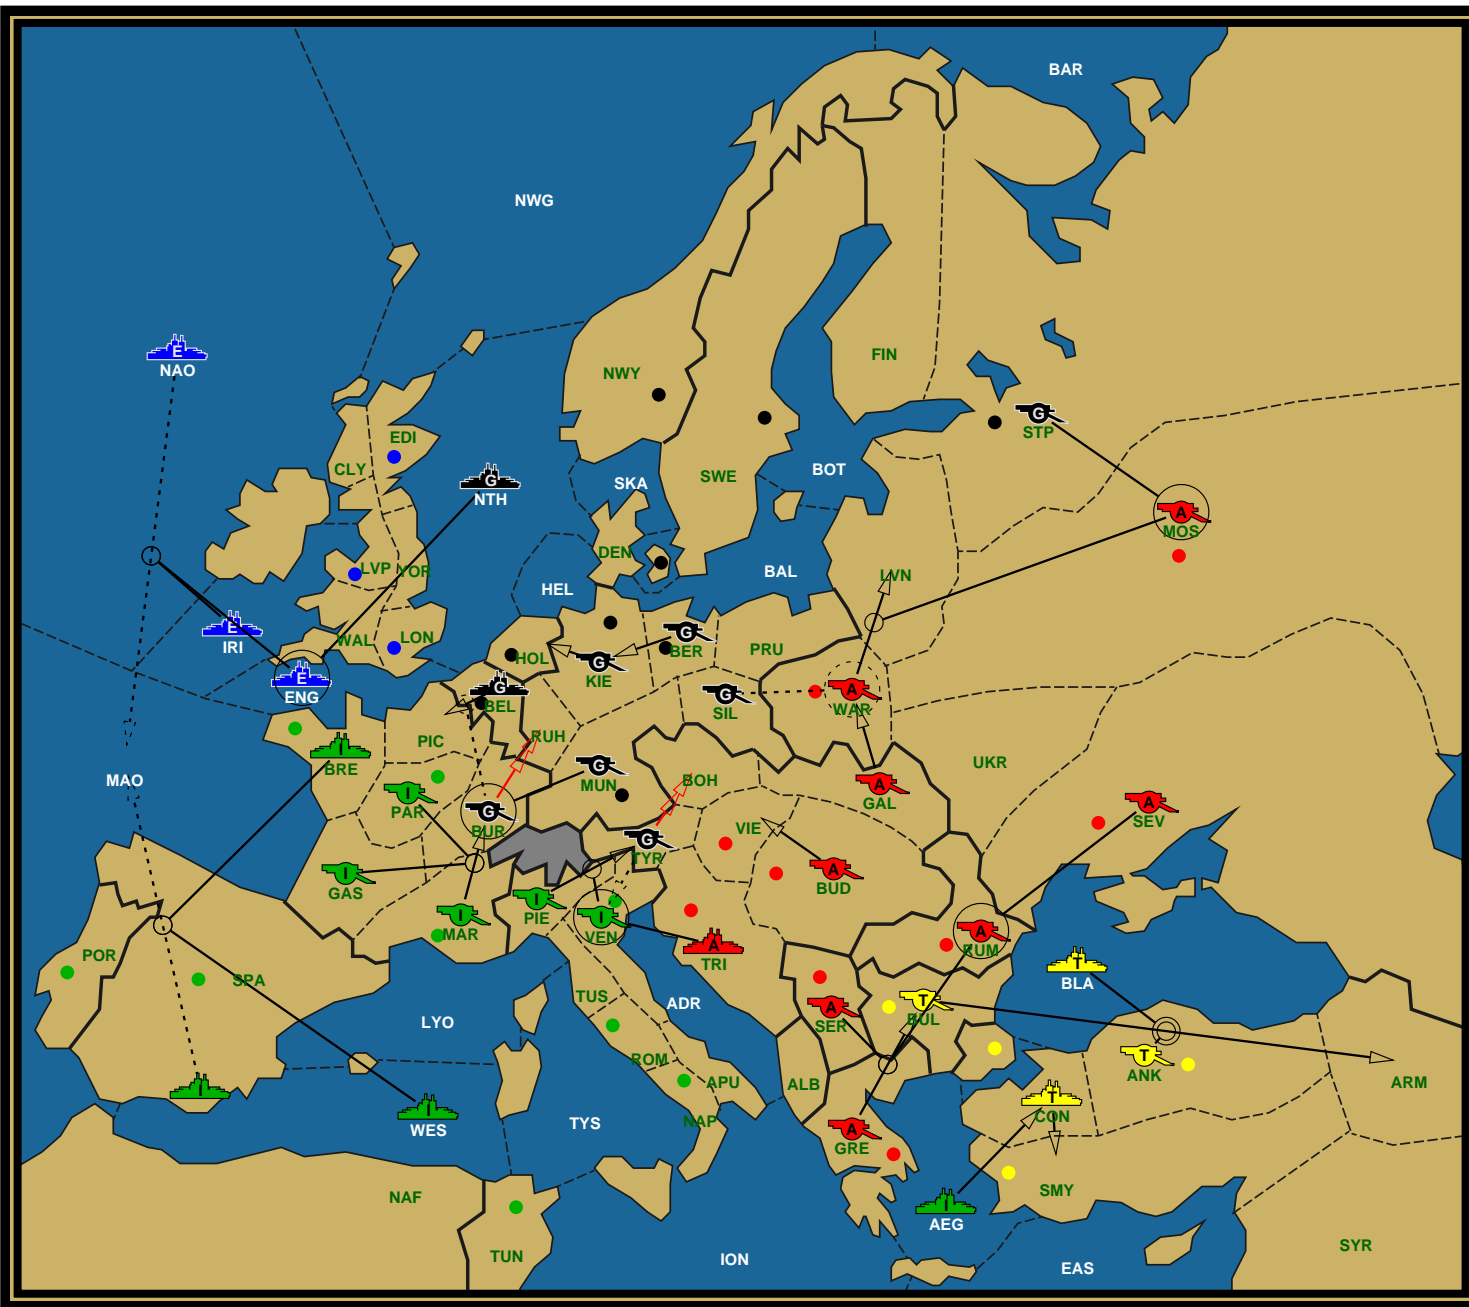 BAR
NWG
E
NAO
FIN
NWY
G
STP
EDI
CLY
SKA
BOT
SWE
G
NTH
A
MOS
DEN
LVP
YOR
BAL
LVN
HEL
E
IRI
WAL
LON
G
BER
PRU
HOL
G
KIE
E
ENG
G
BEL
G
SIL
A
WAR
PIC
RUH
I
BRE
UKR
MAO
G
MUN
BOH
I
PAR
A
GAL
A
SEV
G
BUR
VIE
G
TYR
I
GAS
A
BUD
I
MAR
I
PIE
I
VEN
A
TRI
A
RUM
POR
SPA
T
BLA
TUS
ADR
A
SER
T
BUL
LYO
ROM
APU
ALB
T
ANK
ARM
I
I
WES
TYS
NAP
T
CON
A
GRE
NAF
SMY
I
AEG
TUN
ION
EAS
SYR